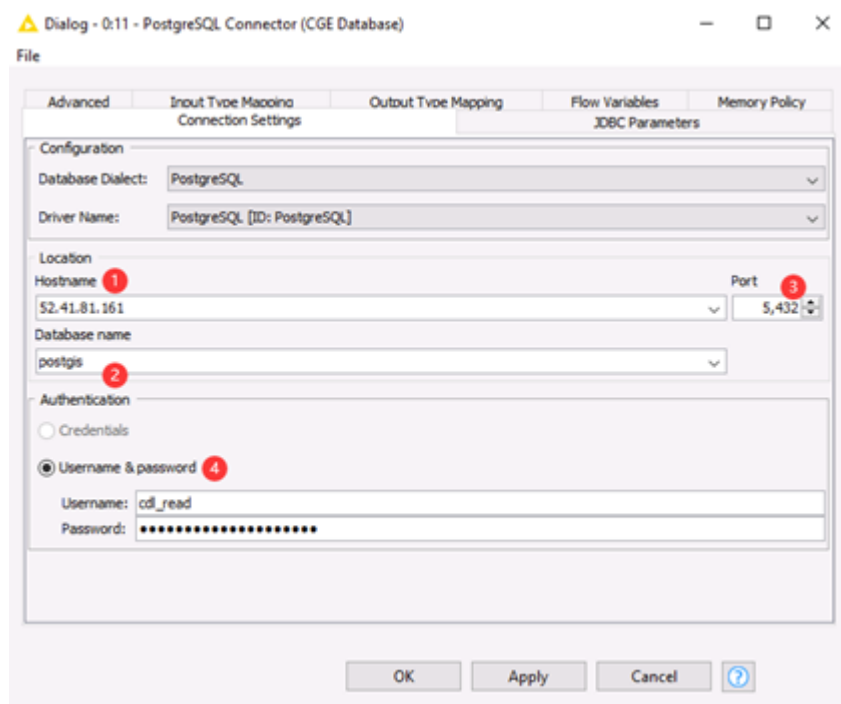 Dialog - 0:11 - PostgreSQL Connector (CGE Database)
File
Advanced Input Type Mapping Output Type Mapping Flow Variables Memory Policy
Connection Settings JDBC Parameters
Configuration
Database Dialect: PostgreSQL
Driver Name: PostgreSQL [ID: PostgreSQL]
Location
Hostname 1 Port 3
52.41.81.161 5,432
Database name
postgis
2
Authentication
Credentials
Username & password 4
Username: cdl_read
Password: ••••••••••••••••••••
OK Apply Cancel ?